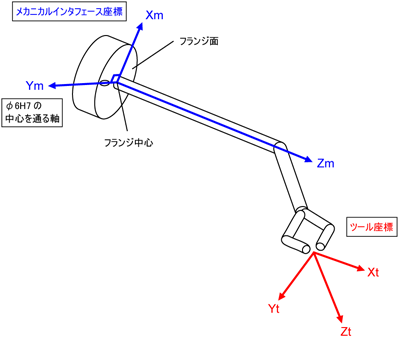 メカニカルインタフェース座標
Xm
フランジ面
Ym
φ6H7の
中心を通る軸
フランジ中心
Zm
ツール座標
Xt
Yt
Zt